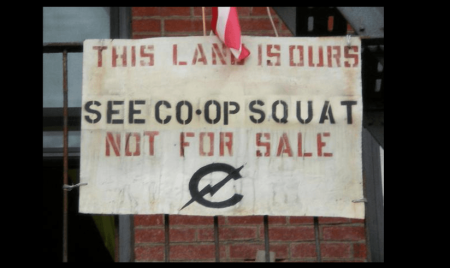 THIS LAND IS OURS
SEE CO·OP SQUAT
NOT FOR SALE